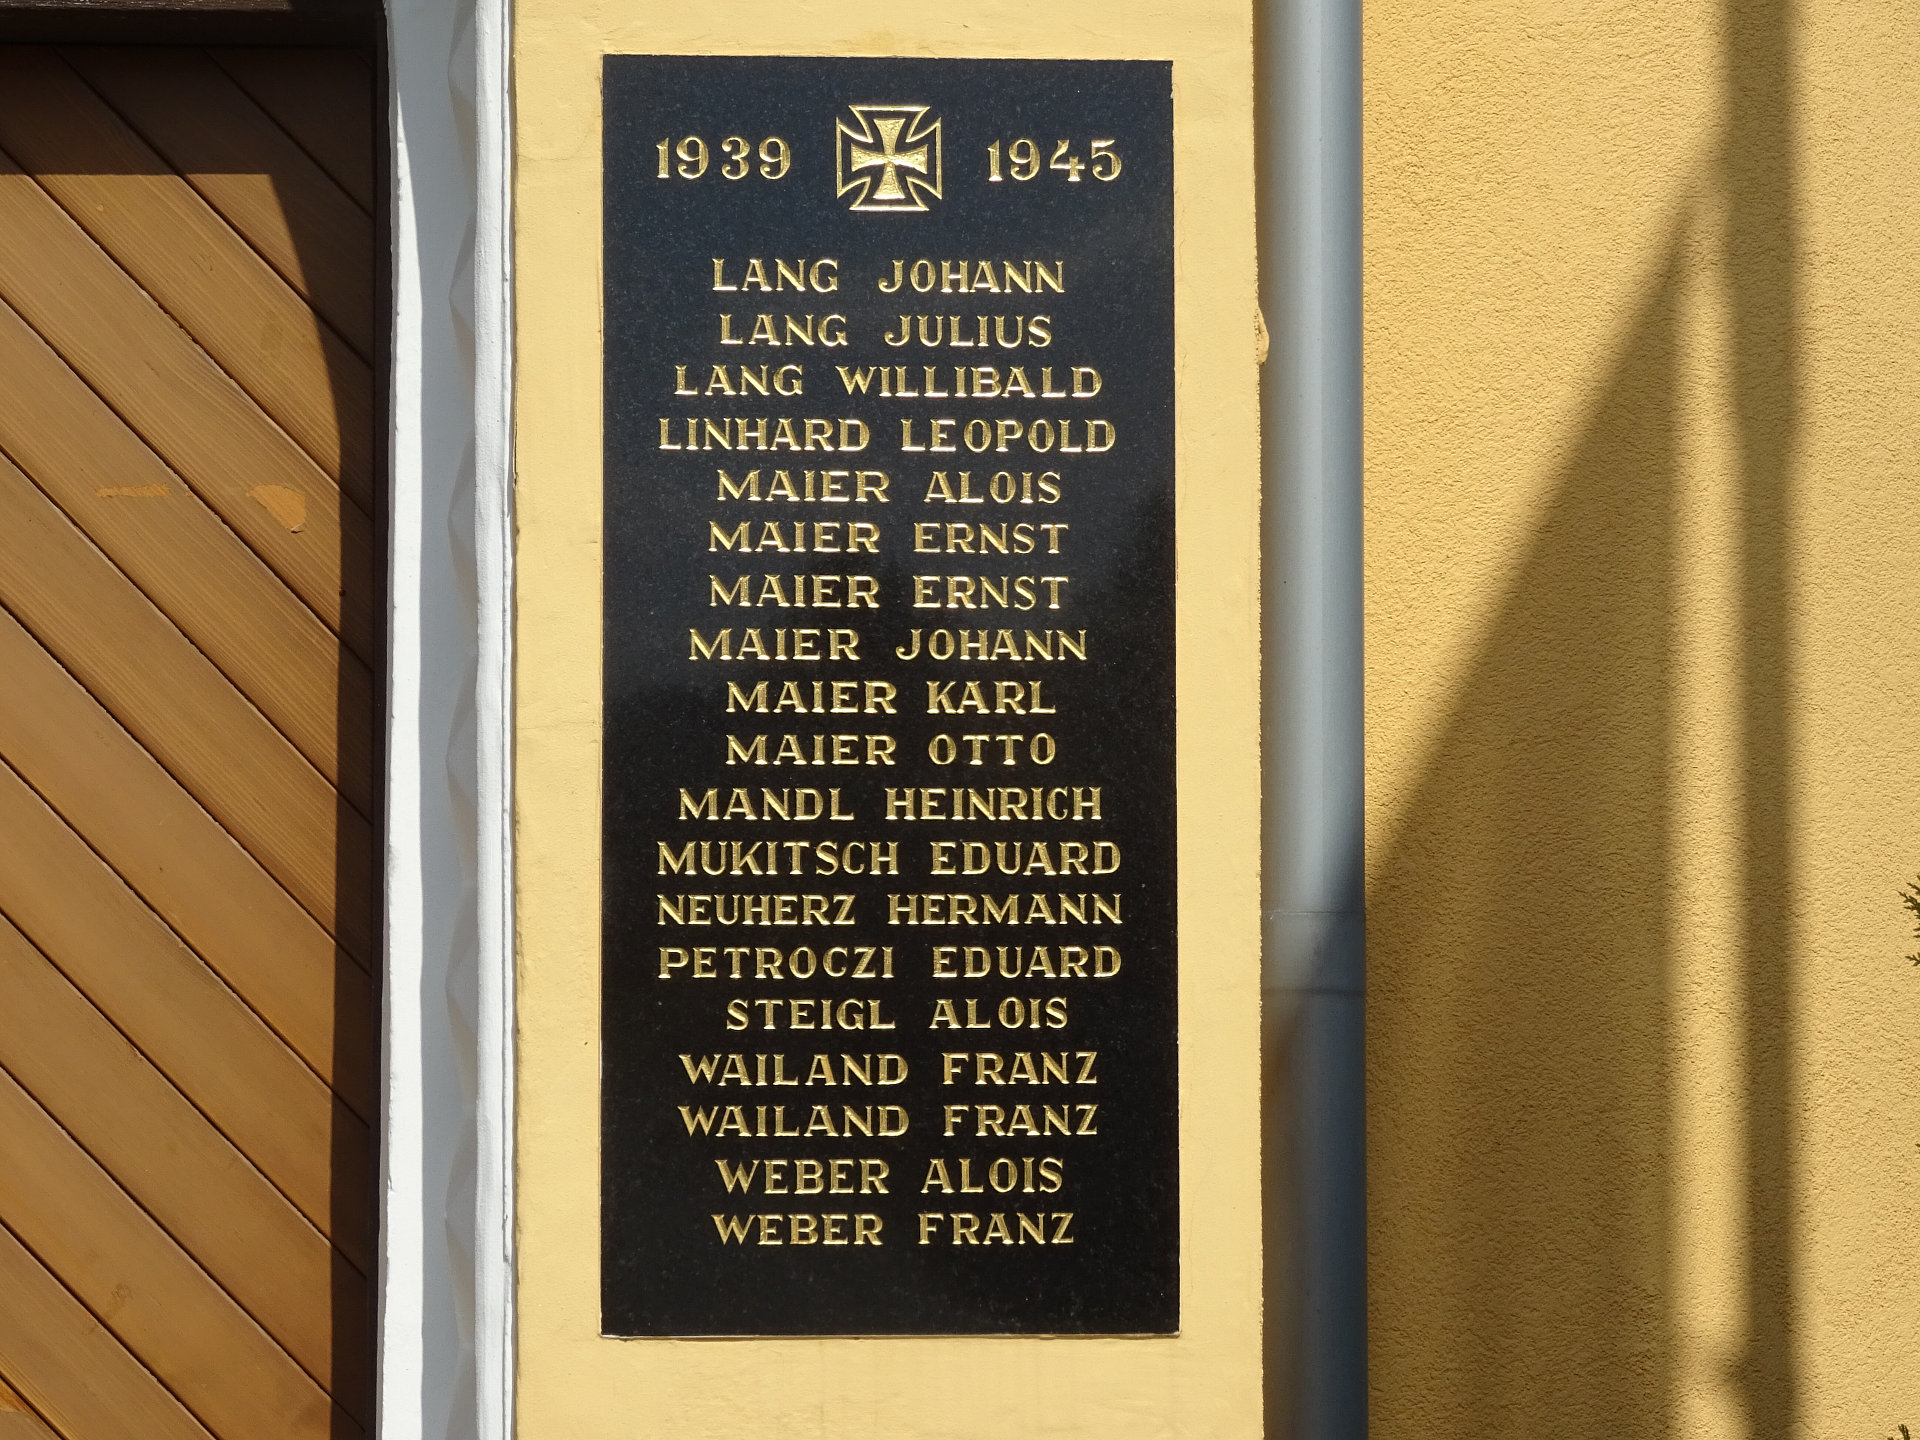 1939 1945
LANG JOHANN
LANG JULIUS
LANG WILLIBALD
LINHARD LEOPOLD
MAIER ALOIS
MAIER ERNST
MAIER ERNST
MAIER JOHANN
MAIER KARL
MAIER OTTO
MANDL HEINRICH
MUKITSCH EDUARD
NEUHERZ HERMANN
PETROCZI EDUARD
STEIGL ALOIS
WAILAND FRANZ
WAILAND FRANZ
WEBER ALOIS
WEBER FRANZ